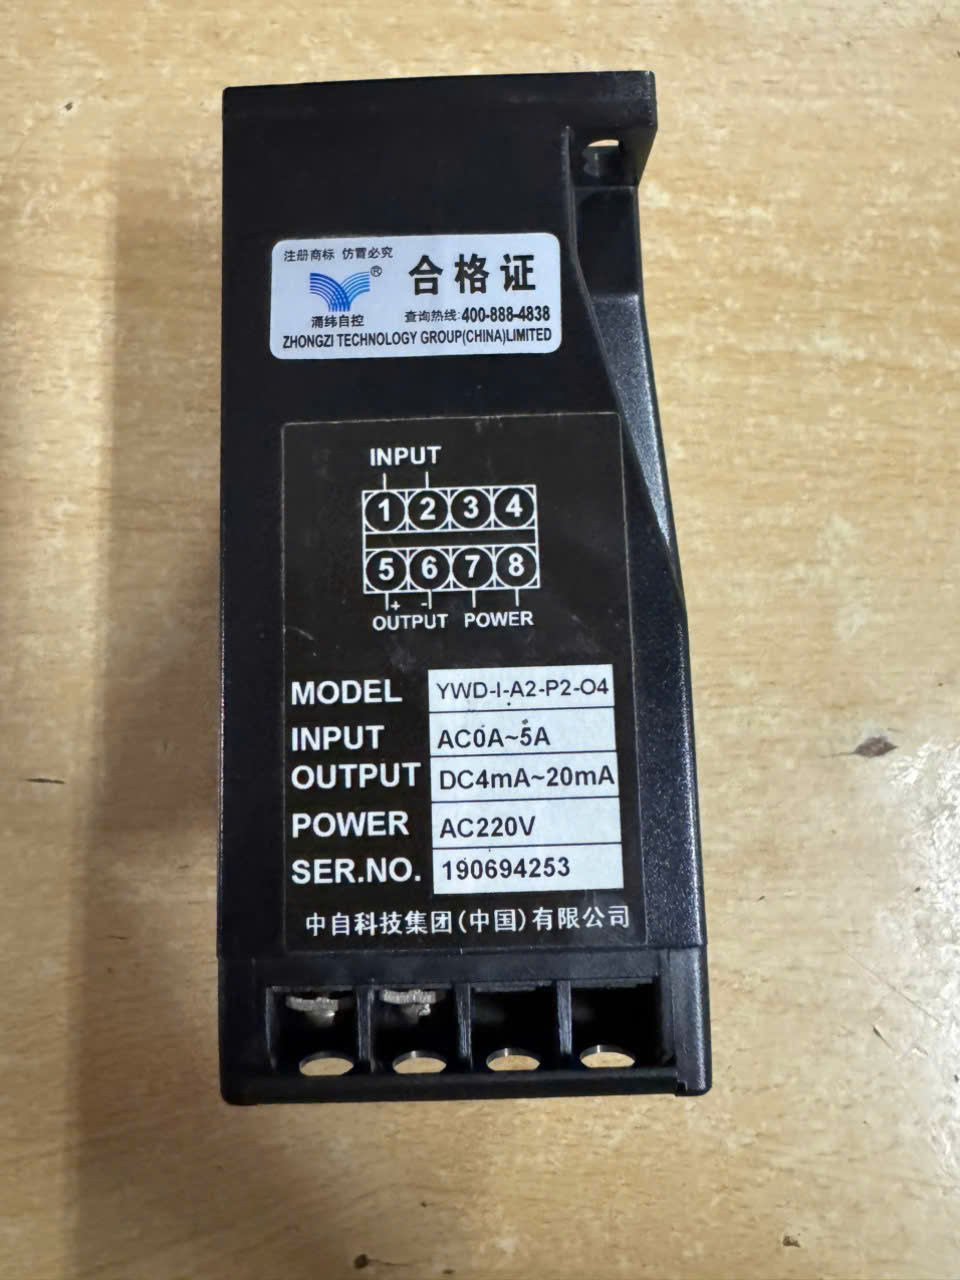 注册商标 仿冒必究
®
合格证
涌纬自控
查询热线:400-888-4838
ZHONGZI TECHNOLOGY GROUP(CHINA)LIMITED
INPUT
1 2 3 4
5 6 7 8
+ -
OUTPUT POWER
MODEL YWD-I-A2-P2-O4
INPUT AC0A~5A
OUTPUT DC4mA~20mA
POWER AC220V
SER.NO. 190694253
中自科技集团(中国)有限公司